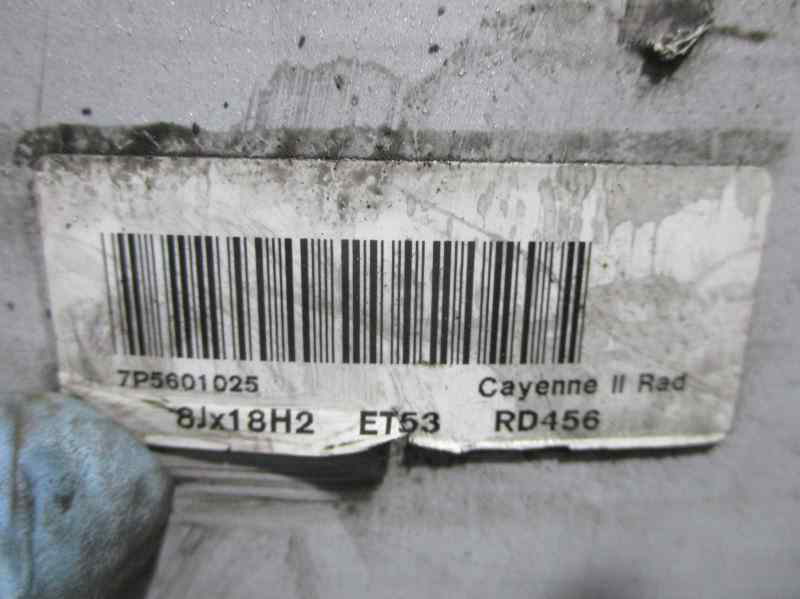 7P5601025 Cayenne II Rad
8Jx18H2 ET53 RD456